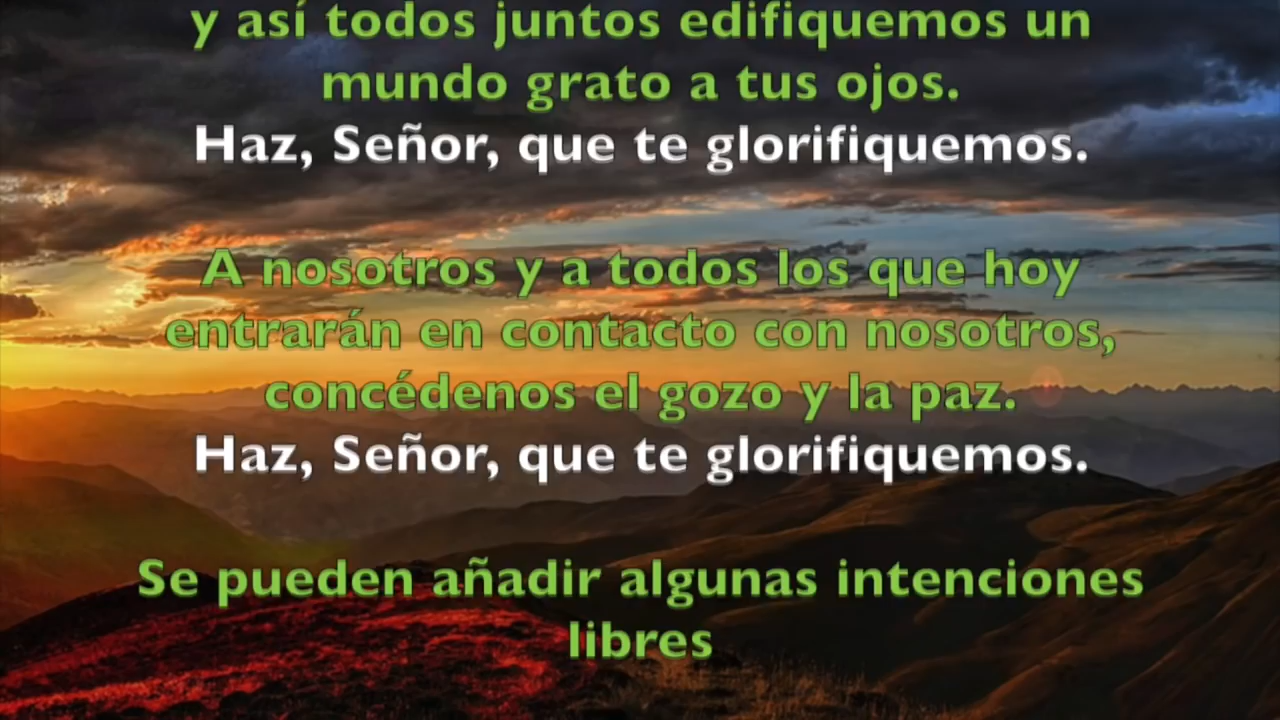 y así todos juntos edifiquemos un
mundo grato a tus ojos.
Haz, Señor, que te glorifiquemos.
A nosotros y a todos los que hoy
entrarán en contacto con nosotros,
concédenos el gozo y la paz.
Haz, Señor, que te glorifiquemos.
Se pueden añadir algunas intenciones
libres